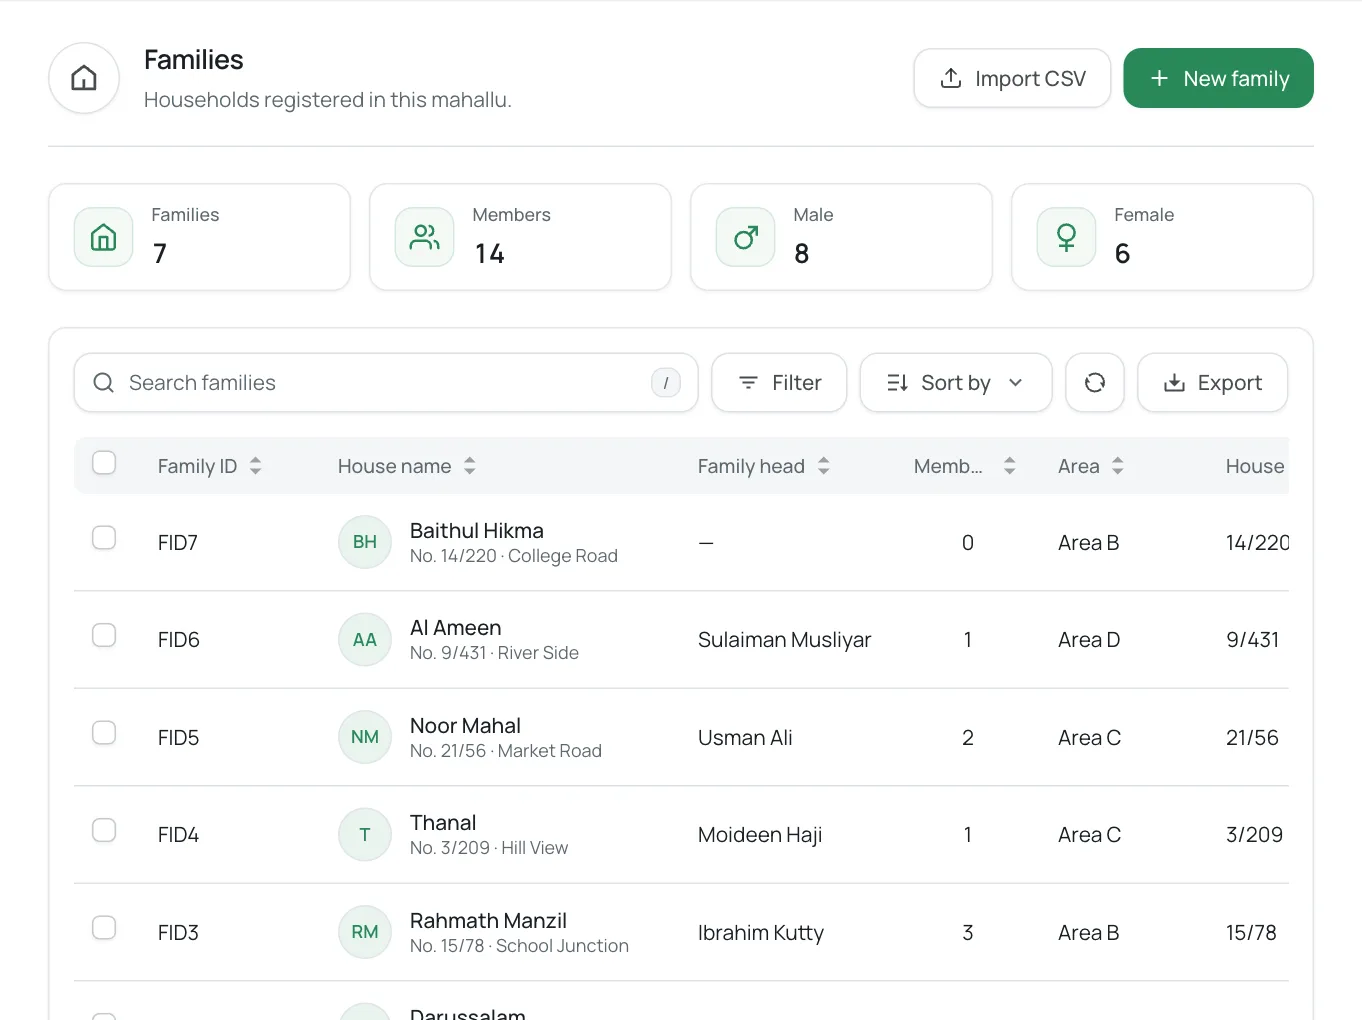 Families
Households registered in this mahallu.
Import CSV
+ New family
Families
7
Members
14
Male
8
Female
6
Search families
/
Filter
Sort by
Export
Family ID House name Family head Memb... Area House
FID7 BH Baithul Hikma — 0 Area B 14/220
No. 14/220 · College Road
FID6 AA Al Ameen Sulaiman Musliyar 1 Area D 9/431
No. 9/431 · River Side
FID5 NM Noor Mahal Usman Ali 2 Area C 21/56
No. 21/56 · Market Road
FID4 T Thanal Moideen Haji 1 Area C 3/209
No. 3/209 · Hill View
FID3 RM Rahmath Manzil Ibrahim Kutty 3 Area B 15/78
No. 15/78 · School Junction
Darussalam